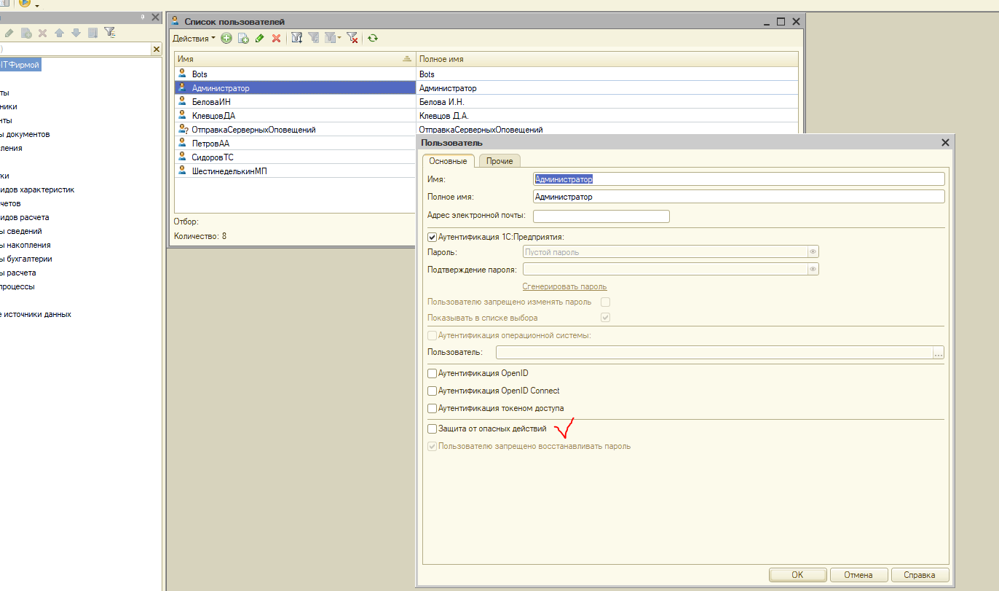 Список пользователей
Действия
Имя Полное имя
Bots Bots
Администратор Администратор
БеловаИН Белова И.Н.
КлевцовДА Клевцов Д.А.
ОтправкаСерверныхОповещений ОтправкаСерверныхОповещений
ПетровАА
СидоровТС
ШестинеделькинМП
Отбор:
Количество: 8
)
ITФирмой
ты
ники
нты
ы документов
сления
ки
идов характеристик
четов
идов расчета
ы сведений
ы накопления
ы бухгалтерии
ы расчета
процессы
е источники данных
Пользователь
Основные Прочие
Имя: Администратор
Полное имя: Администратор
Адрес электронной почты:
Аутентификация 1С:Предприятия:
Пароль: Пустой пароль
Подтверждение пароля:
Сгенерировать пароль
Пользователю запрещено изменять пароль
Показывать в списке выбора
Аутентификация операционной системы:
Пользователь: ...
Аутентификация OpenID
Аутентификация OpenID Connect
Аутентификация токеном доступа
Защита от опасных действий
Пользователю запрещено восстанавливать пароль
OK Отмена Справка